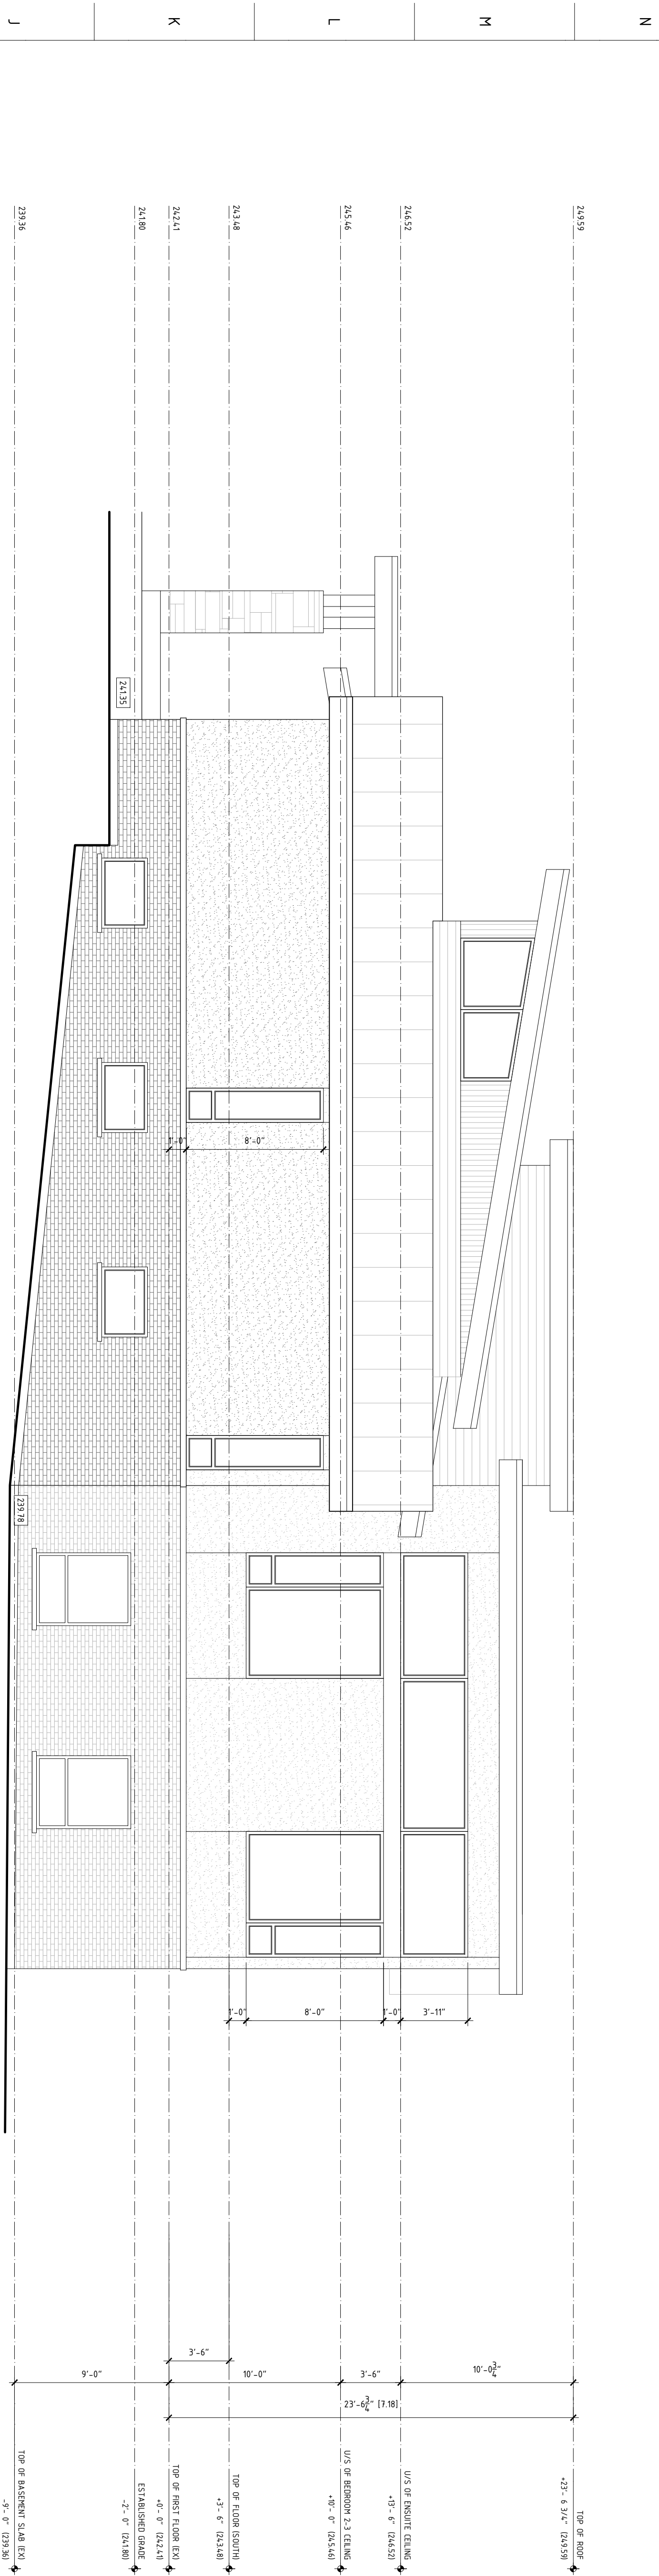 N
M
L
K
J
249.59
246.52
245.46
243.48
242.41
241.80
239.36
241.35
1'-0"
8'-0"
239.78
1'-0"
8'-0"
1'-0"
3'-11"
3'-6"
9'-0"
10'-0"
3'-6"
10'-0 3/4"
23'-6 3/4" [7.18]
TOP OF ROOF
+23'- 6 3/4" (249.59)
U/S OF ENSUITE CEILING
+13'- 6" (246.52)
U/S OF BEDROOM 2-3 CEILING
+10'- 0" (245.46)
TOP OF FLOOR (SOUTH)
+3'- 6" (243.48)
TOP OF FIRST FLOOR (EX)
+0'- 0" (242.41)
ESTABLISHED GRADE
-2'- 0" (241.80)
TOP OF BASEMENT SLAB (EX)
-9'- 0" (239.36)